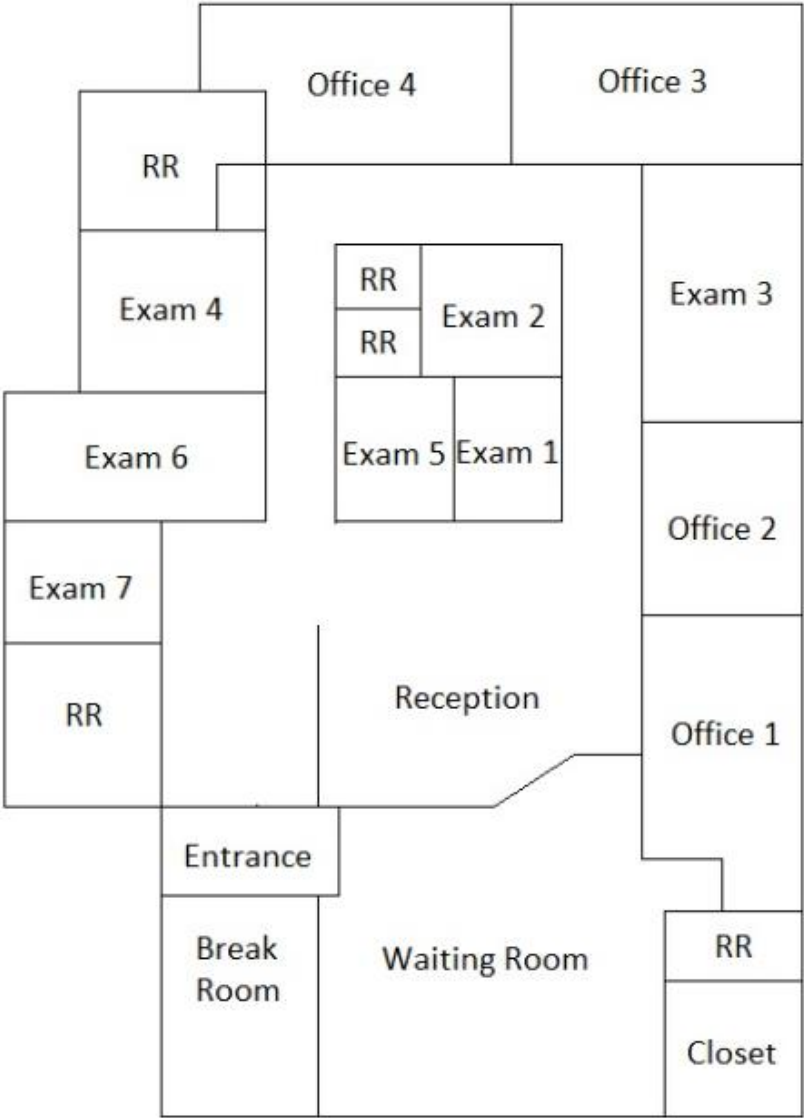 Office 4
Office 3
RR
Exam 4
RR
RR
Exam 2
Exam 3
Exam 6
Exam 5
Exam 1
Office 2
Exam 7
RR
Reception
Office 1
Entrance
Break
Room
Waiting Room
RR
Closet